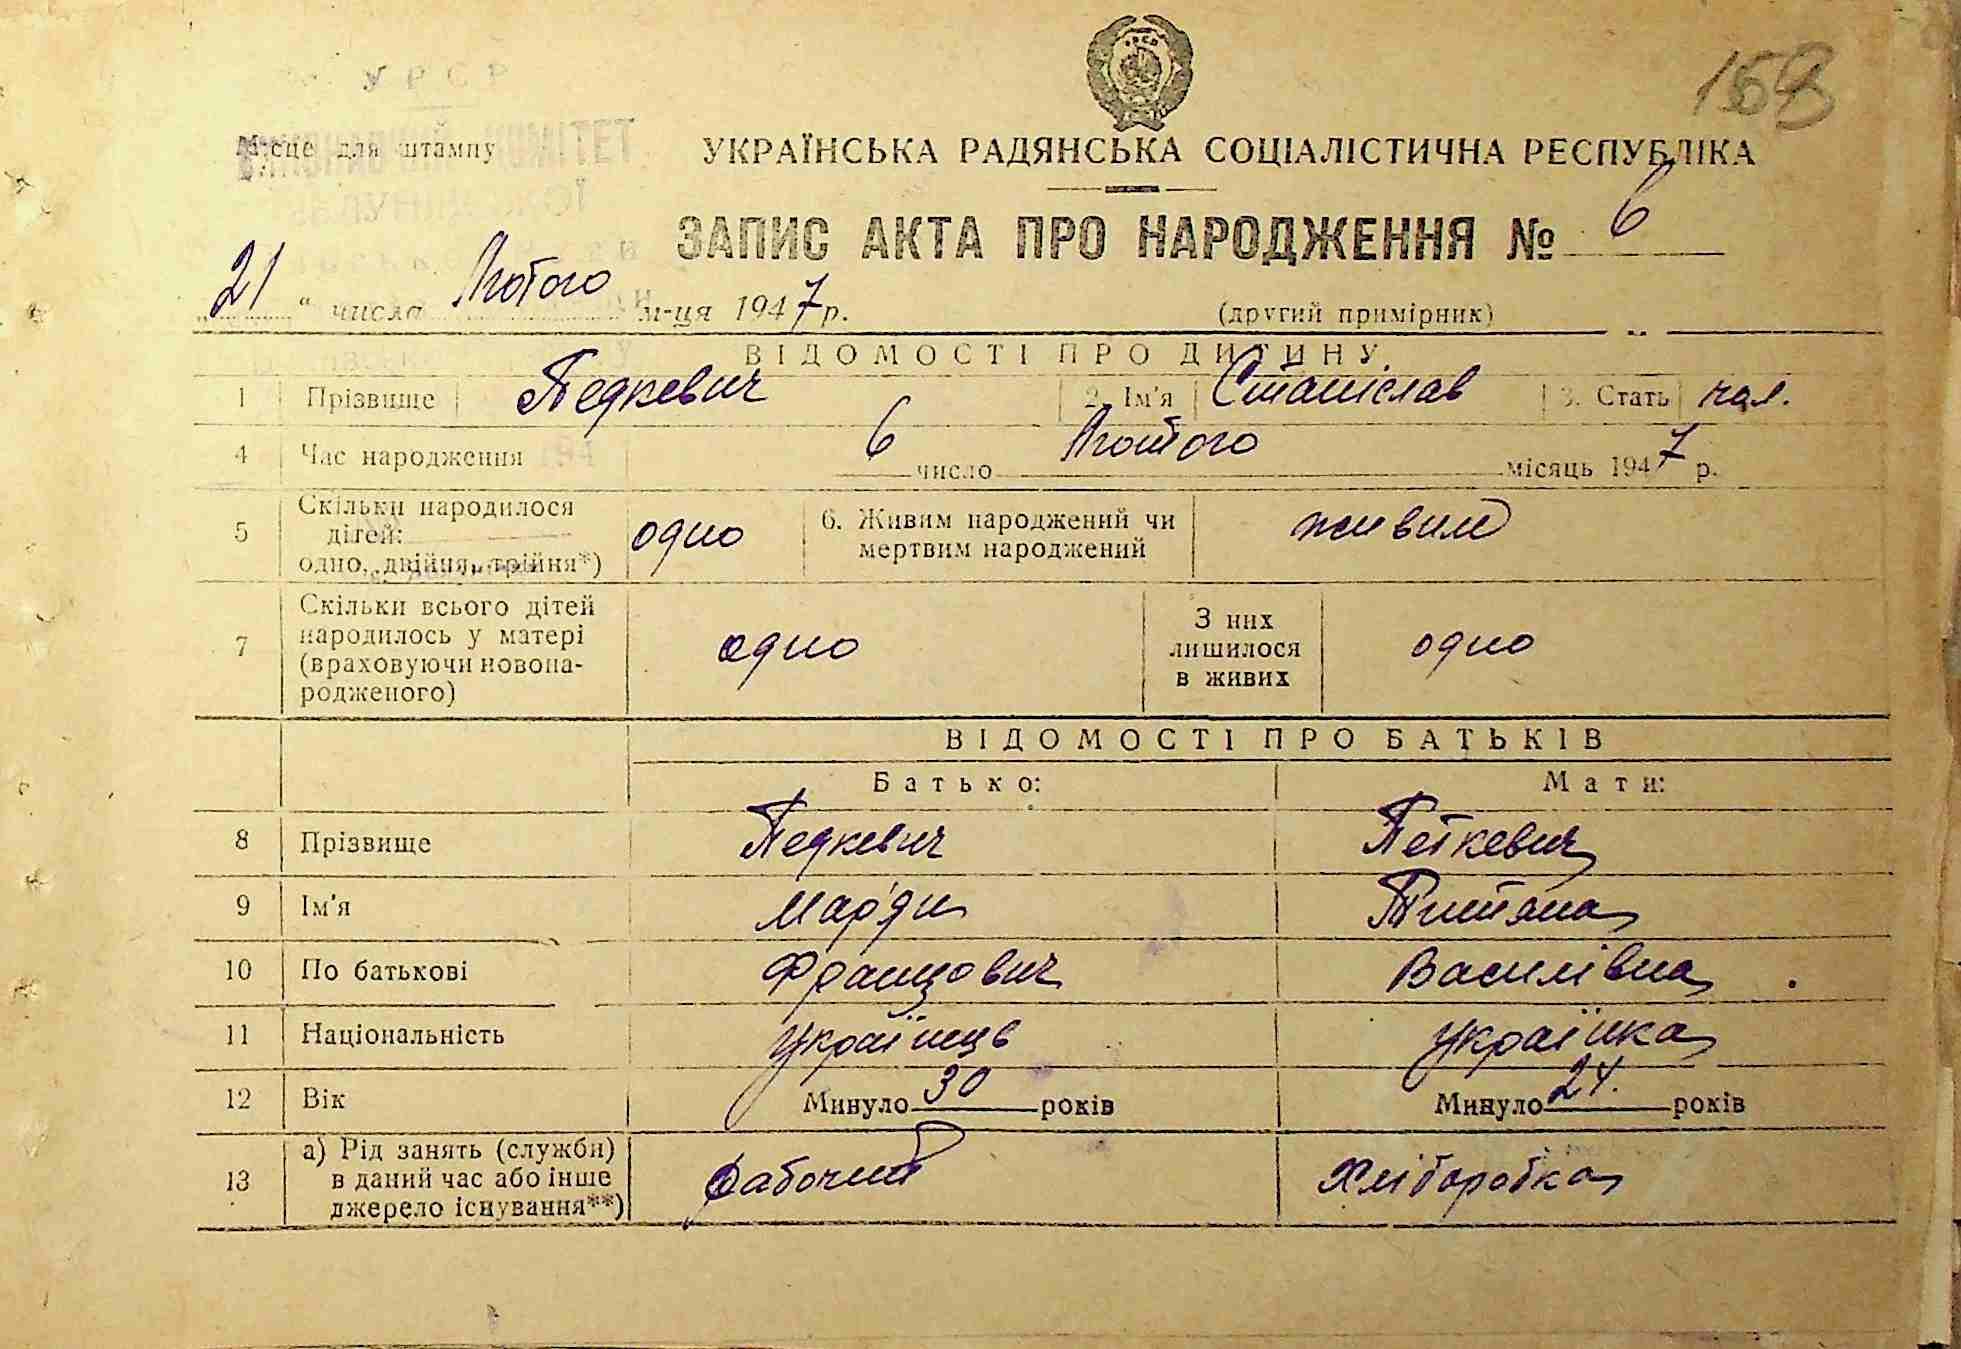 158
УРСР
Місце для штампу
КОМІТЕТ
УКРАЇНСЬКА РАДЯНСЬКА СОЦІАЛІСТИЧНА РЕСПУБЛІКА
ЗАПИС АКТА ПРО НАРОДЖЕННЯ № 6
„21“ числа Лютого м-ця 1947 р.
(другий примірник)
ВІДОМОСТІ ПРО ДИТИНУ
1 Прізвище Педкевич 2. Ім'я Станіслав 3. Стать чол.
4 Час народження 6 число Лютого місяць 1947 р.
5 Скільки народилося дітей: одно, двійня, трійня*) одно 6. Живим народжений чи мертвим народжений живим
7 Скільки всього дітей народилось у матері (враховуючи новонародженого) одно З них лишилося в живих одно
ВІДОМОСТІ ПРО БАТЬКІВ
Батько: Мати:
8 Прізвище Педкевич Петкевич
9 Ім'я
10 По батькові Францович Василівна
11 Національність Українець Українка
12 Вік Минуло 30 років Минуло 24. років
13 а) Рід занять (служби) в даний час або інше джерело існування**) Рабочий Хліборобка